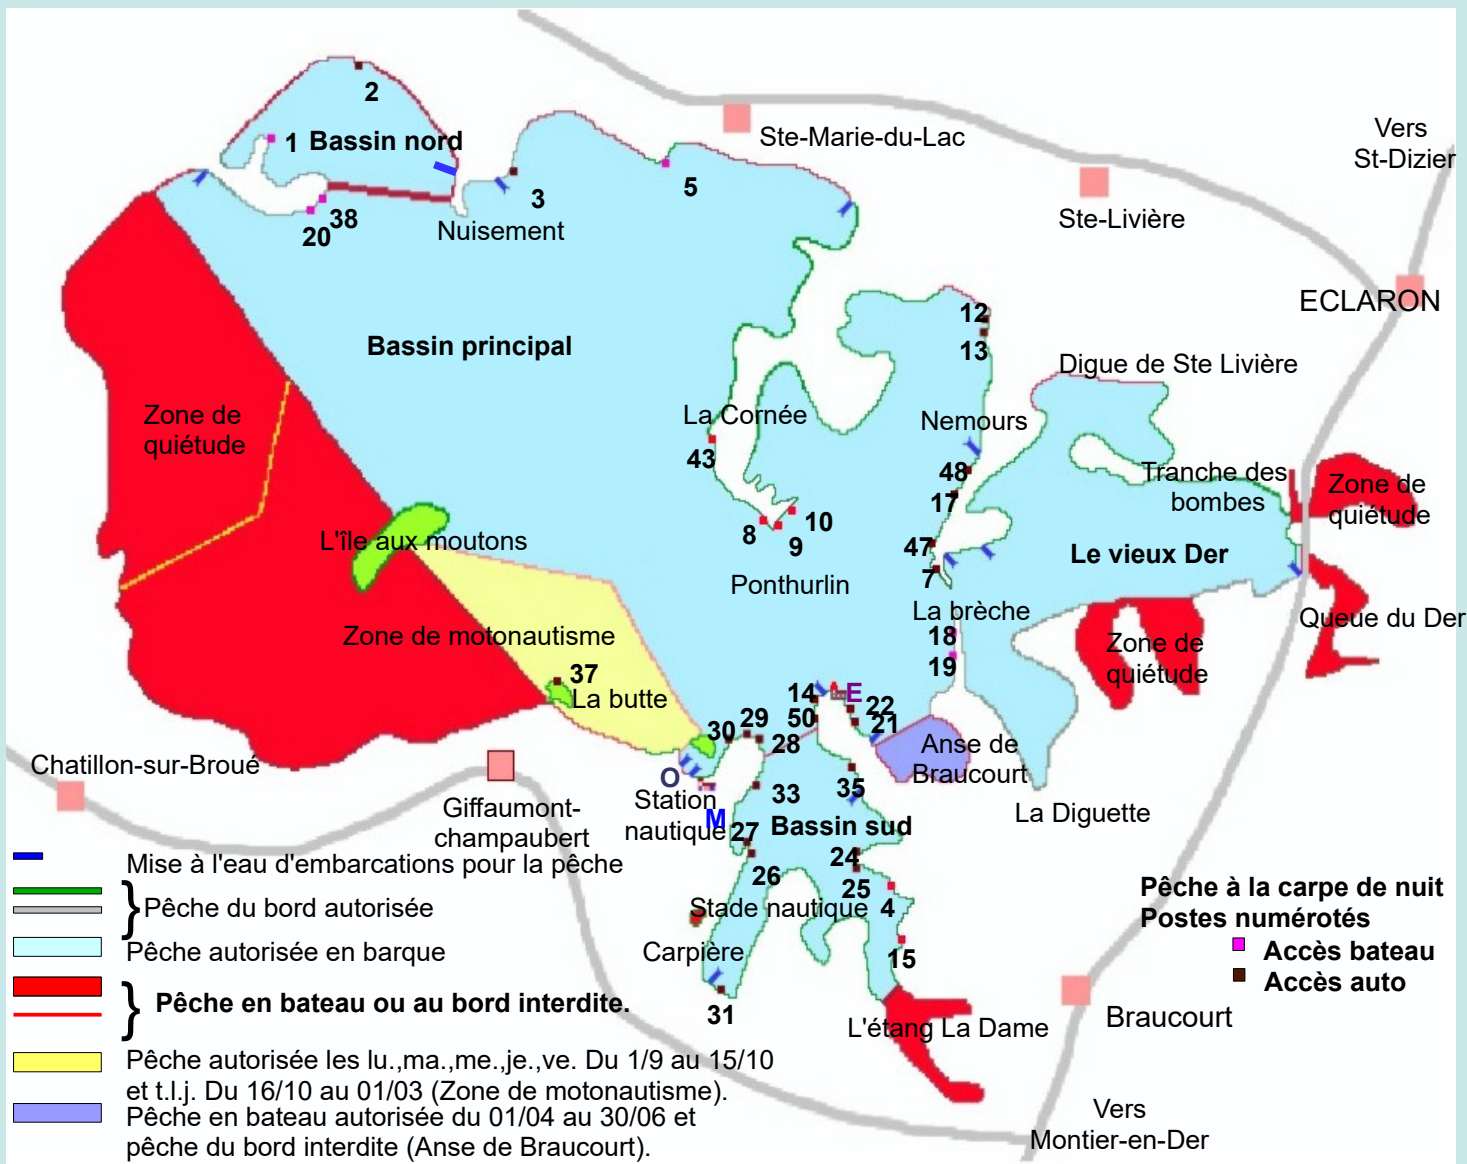 2
Ste-Marie-du-Lac
Vers
St-Dizier
1
Bassin nord
5
3
Ste-Livière
38
20
Nuisement
ECLARON
12
13
Bassin principal
Digue de Ste Livière
Zone de
quiétude
La Cornée
Nemours
43
48
17
Tranche des
bombes
Zone de
quiétude
8
9
10
L'île aux moutons
47
7
Le vieux Der
Ponthurlin
La brèche
Queue du Der
Zone de motonautisme
18
19
Zone de
quiétude
37
La butte
14
E
22
50
21
30
29
28
Anse de
Braucourt
Chatillon-sur-Broué
O
Giffaumont-
champaubert
Station
nautique
M
33
35
La Diguette
27
Bassin sud
24
26
25
4
Stade nautique
Carpière
15
31
L'étang La Dame
Braucourt
Vers
Montier-en-Der
Mise à l'eau d'embarcations pour la pêche
} Pêche du bord autorisée
Pêche autorisée en barque
} Pêche en bateau ou au bord interdite.
Pêche autorisée les lu.,ma.,me.,je.,ve. Du 1/9 au 15/10
et t.l.j. Du 16/10 au 01/03 (Zone de motonautisme).
Pêche en bateau autorisée du 01/04 au 30/06 et
pêche du bord interdite (Anse de Braucourt).
Pêche à la carpe de nuit
Postes numérotés
Accès bateau
Accès auto